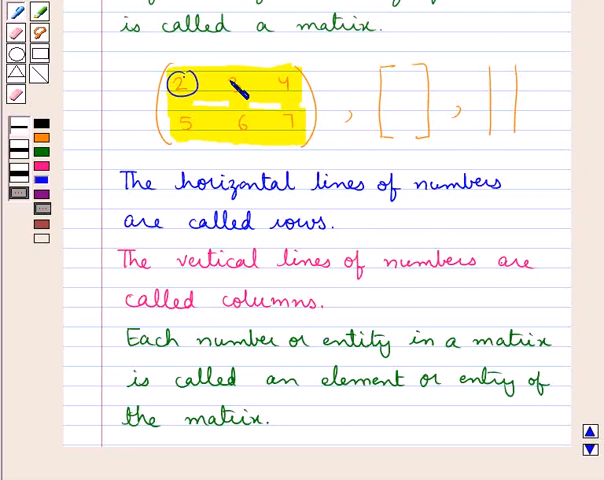 is called a matrix.
2 3 4
5 6 7
, [ ] , | |
The horizontal lines of numbers
are called rows.
The vertical lines of numbers are
called columns.
Each number or entity in a matrix
is called an element or entry of
the matrix.